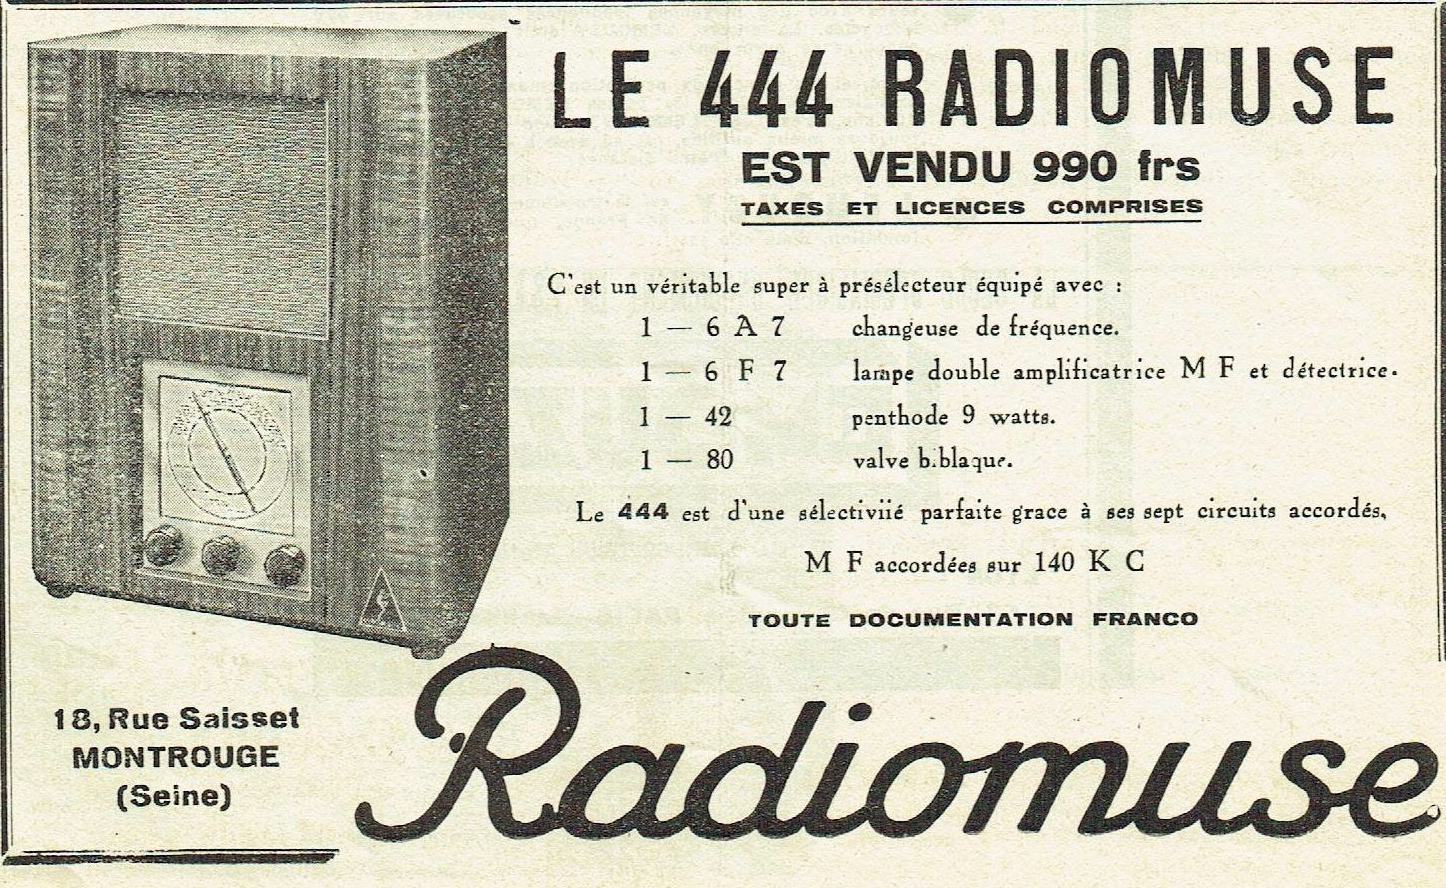 LE 444 RADIOMUSE
EST VENDU 990 frs
TAXES ET LICENCES COMPRISES
C'est un véritable super à présélecteur équipé avec :
1 — 6 A 7 changeuse de fréquence.
1 — 6 F 7 lampe double amplificatrice M F et détectrice.
1 — 42 penthode 9 watts.
1 — 80 valve biblaque.
Le 444 est d'une sélectiviié parfaite grace à ses sept circuits accordés,
M F accordées sur 140 K C
TOUTE DOCUMENTATION FRANCO
18, Rue Saisset
MONTROUGE
(Seine)
Radiomuse